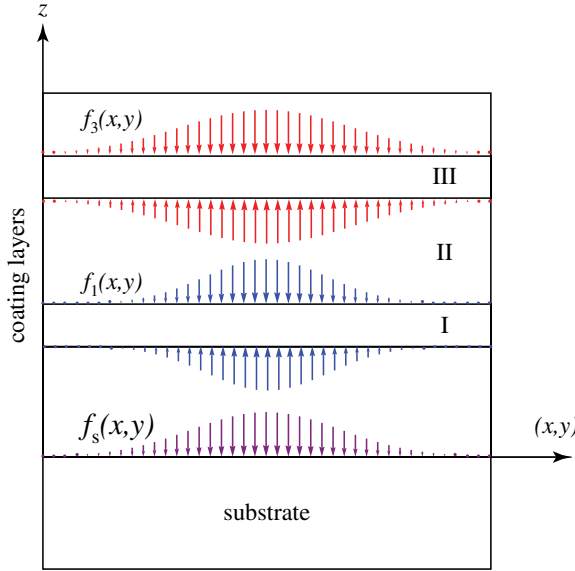 z
f₃(x,y)
III
II
coating layers
f₁(x,y)
I
fₛ(x,y)
(x,y)
substrate